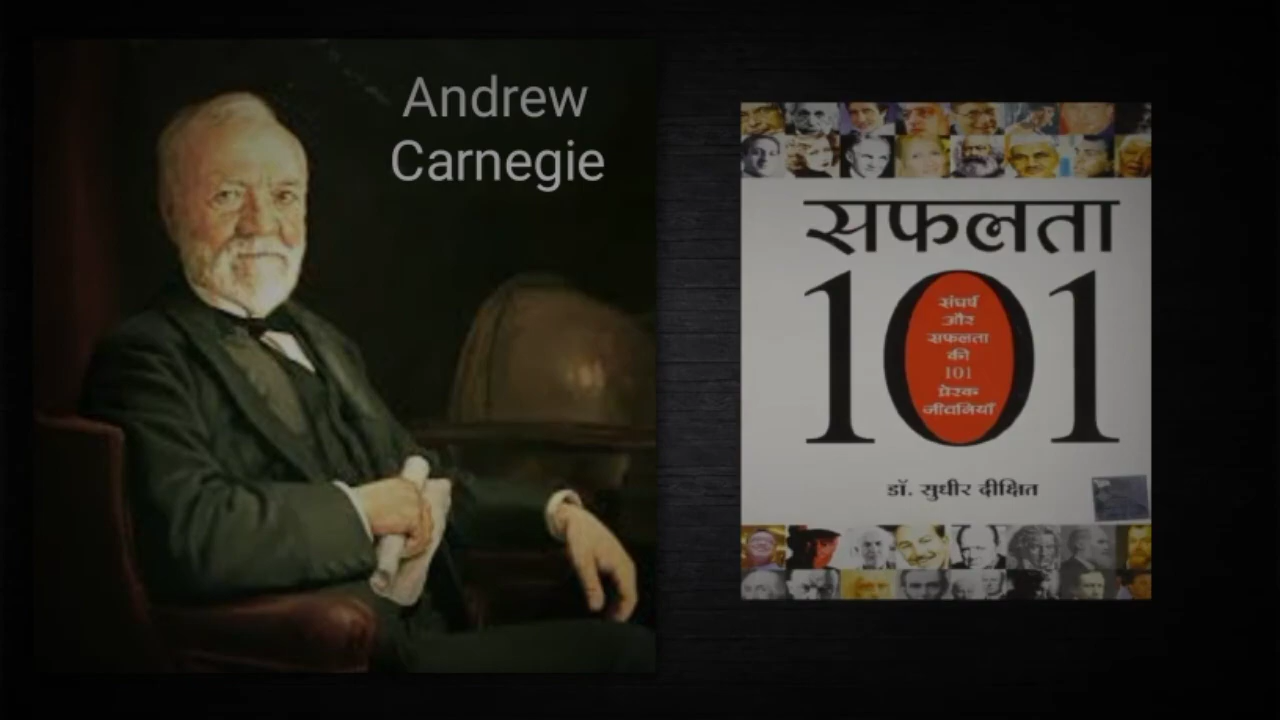 Andrew
Carnegie
सफलता
101
संघर्ष
और
सफलता
की
101
प्रेरक
जीवनियाँ
डॉ. सुधीर दीक्षित